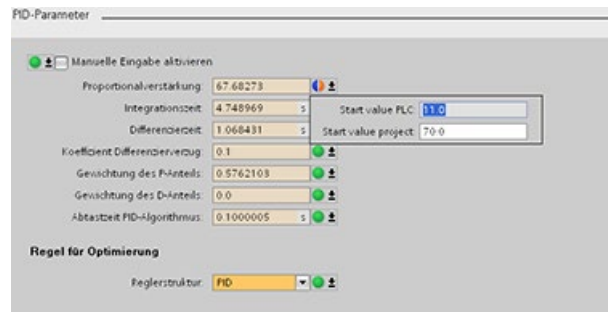 PID-Parameter
Manuelle Eingabe aktivieren
Proportionalverstärkung: 67.68273
Integrationszeit: 4.748969 s
Start value PLC: 11.0
Differenzierzeit: 1.068431 s
Start value project: 70.0
Koeffizient Differenzierverzug: 0.1
Gewichtung des P-Anteils: 0.5762103
Gewichtung des D-Anteils: 0.0
Abtastzeit PID-Algorithmus: 0.1000005 s
Regel für Optimierung
Reglerstruktur: PID